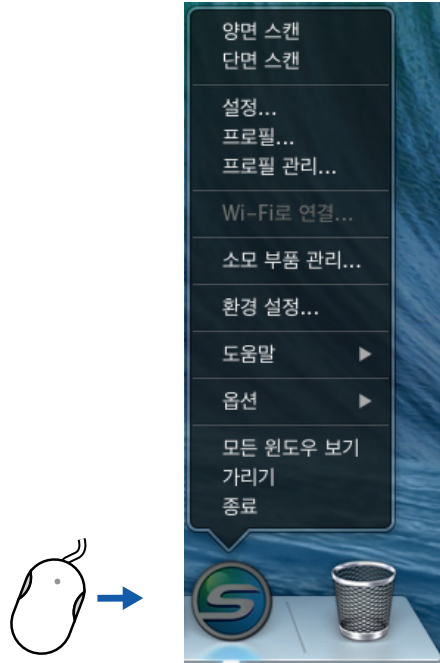 양면 스캔
단면 스캔
설정...
프로필...
프로필 관리...
Wi-Fi로 연결...
소모 부품 관리...
환경 설정...
도움말
옵션
모든 윈도우 보기
가리기
종료